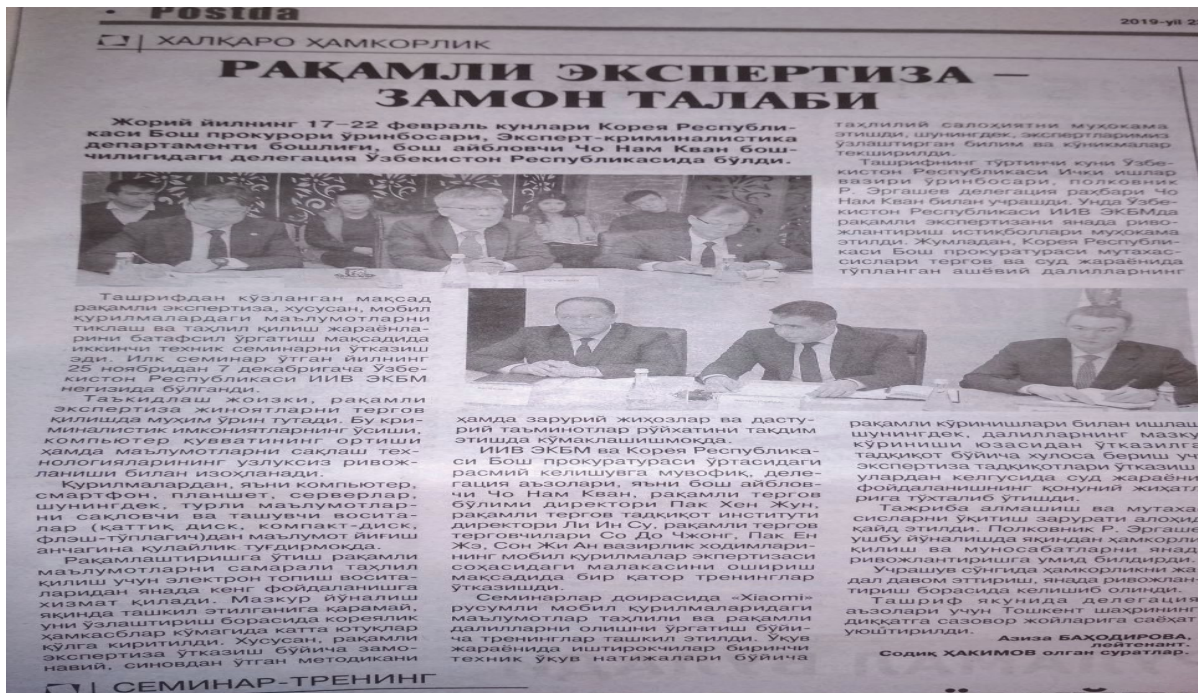 Postda
2019-yil 2
ХАЛҚАРО ҲАМКОРЛИК
РАҚАМЛИ ЭКСПЕРТИЗА –
ЗАМОН ТАЛАБИ
Жорий йилнинг 17–22 февраль кунлари Корея Республи-
каси Бош прокурори ўринбосари, Эксперт-криминалистика
департаменти бошлиғи, бош айбловчи Чо Нам Кван бош-
чилигидаги делегация Ўзбекистон Республикасида бўлди.
Ташрифдан кўзланган мақсад
рақамли экспертиза, хусусан, мобил
қурилмалардаги маълумотларни
тиклаш ва таҳлил қилиш жараёнла-
рини батафсил ўргатиш мақсадида
иккинчи техник семинарни ўтказиш
эди. Илк семинар ўтган йилнинг
25 ноябридан 7 декабригача Ўзбе-
кистон Республикаси ИИВ ЭКБМ
негизида бўлганди.
Таъкидлаш жоизки, рақамли
экспертиза жиноятларни тергов
қилишда муҳим ўрин тутади. Бу кри-
миналистик имкониятларнинг ўсиши,
компьютер қувватининг ортиши
ҳамда маълумотларни сақлаш тех-
нологияларининг узлуксиз ривож-
ланиши билан изоҳланади.
Қурилмалардан, яъни компьютер,
смартфон, планшет, серверлар,
шунингдек, турли маълумотлар-
ни сақловчи ва ташувчи восита-
лар (қаттиқ диск, компакт-диск,
флэш-тўплагич)дан маълумот йиғиш
анчагина қулайлик туғдирмоқда.
Рақамлаштиришга ўтиш рақамли
маълумотларни самарали таҳлил
қилиш учун электрон топиш восита-
ларидан янада кенг фойдаланишга
хизмат қилади. Мазкур йўналиш
яқинда ташкил этилганига қарамай,
уни ўзлаштириш борасида кореялик
ҳамкасблар кўмагида катта ютуқлар
қўлга киритилди. Хусусан, рақамли
экспертиза ўтказиш бўйича замо-
навий, синовдан ўтган методикани
ҳамда зарурий жиҳозлар ва дасту-
рий таъминотлар рўйхатини тақдим
этишда кўмаклашишмоқда.
ИИВ ЭКБМ ва Корея Республика-
си Бош прокуратураси ўртасидаги
расмий келишувга мувофиқ, деле-
гация аъзолари, яъни бош айблов-
чи Чо Нам Кван, рақамли тергов
бўлими директори Пак Хен Жун,
рақамли тергов тадқиқот институти
директори Ли Ин Су, рақамли тергов
терговчилари Со До Чжонг, Пак Ен
Жэ, Сон Жи Ан вазирлик ходимлари-
нинг мобил қурилмалар экспертизаси
соҳасидаги малакасини ошириш
мақсадида бир қатор тренинглар
ўтказишди.
Семинарлар доирасида «Xiaomi»
русумли мобил қурилмаларидаги
маълумотлар таҳлили ва рақамли
далилларни олишни ўргатиш бўйи-
ча тренинглар ташкил этилди. Ўқув
жараёнида иштирокчилар биринчи
техник ўқув натижалари бўйича
таҳлилий салоҳиятни муҳокама
этишди, шунингдек, экспертларимиз
ўзлаштирган билим ва кўникмалар
текширилди.
Ташрифнинг тўртинчи куни Ўзбе-
кистон Республикаси Ички ишлар
вазири ўринбосари, полковник
Р. Эргашев делегация раҳбари Чо
Нам Кван билан учрашди. Унда Ўзбе-
кистон Республикаси ИИВ ЭКБМда
рақамли экспертизани янада риво-
жлантириш истиқболлари муҳокама
этилди. Жумладан, Корея Республи-
каси Бош прокуратураси мутахас-
сислари тергов ва суд жараёнида
тўпланган ашёвий далилларнинг
рақамли кўринишлари билан ишлаш
шунингдек, далилларнинг мазку
кўриниши юзасидан ўтказилга
тадқиқот бўйича хулоса бериш уч
экспертиза тадқиқотлари ўтказиш
улардан келгусида суд жараёни
фойдаланишнинг қонуний жиҳатл
рига тўхталиб ўтишди.
Тажриба алмашиш ва мутаха
сисларни ўқитиш зарурати алоҳи
қайд этилди. Полковник Р. Эргаше
ушбу йўналишда яқиндан ҳамкорли
қилиш ва муносабатларни янад
ривожлантиришга умид билдирди.
Учрашув сўнгида ҳамкорликни жа
дал давом эттириш, янада ривожлан
тириш борасида келишиб олинди.
Ташриф якунида делегация
аъзолари учун Тошкент шаҳрининг
диққатга сазовор жойларига саёҳат
уюштирилди.
Азиза БАҲОДИРОВА,
лейтенант.
Содиқ ҲАКИМОВ олган суратлар.
СЕМИНАР-ТРЕНИНГ